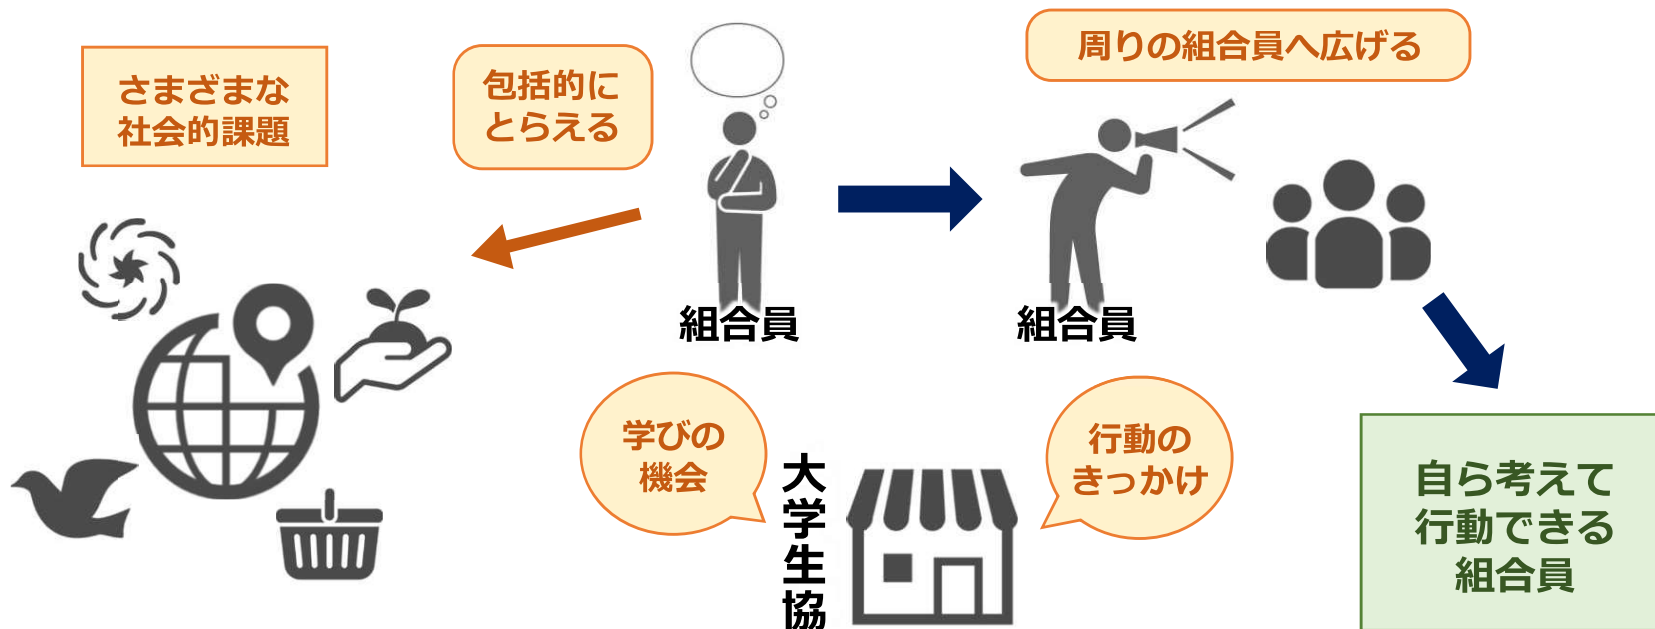 さまざまな
社会的課題
包括的に
とらえる
周りの組合員へ広げる
組合員
組合員
学びの
機会
大学生協
行動の
きっかけ
自ら考えて
行動できる
組合員